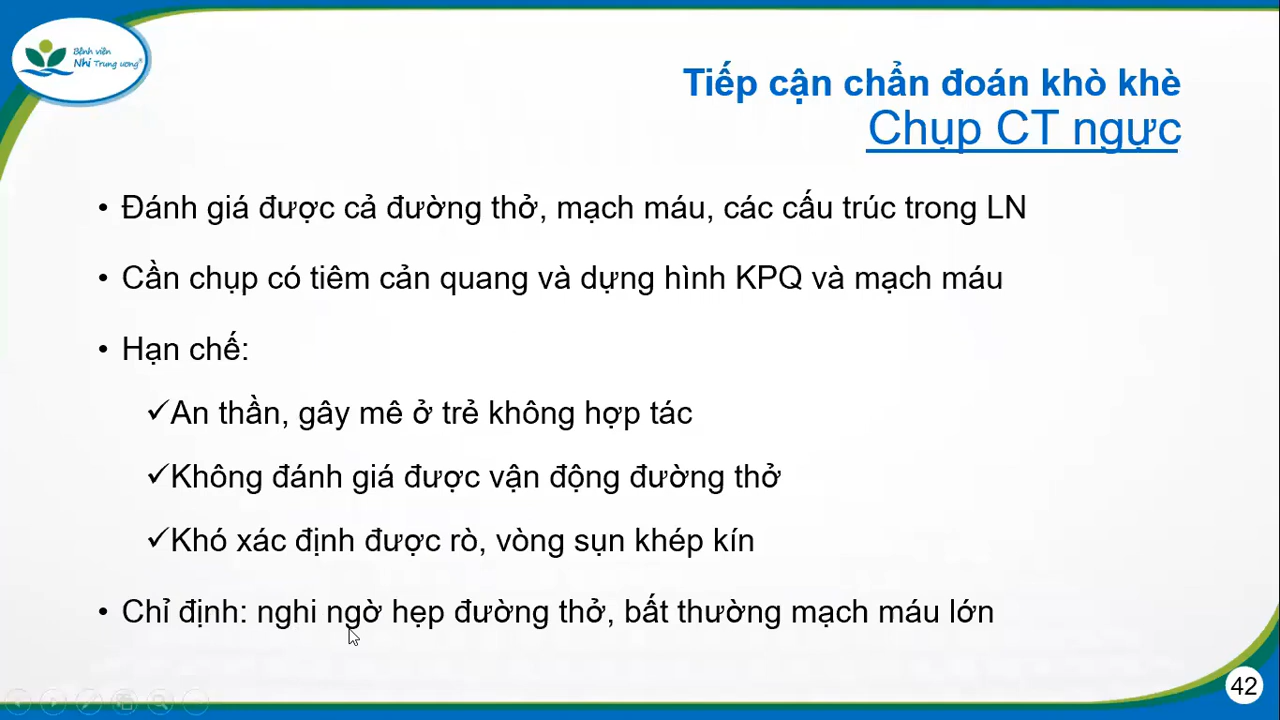 Bệnh viện
Nhi Trung ương®
Tiếp cận chẩn đoán khò khè
Chụp CT ngực
• Đánh giá được cả đường thở, mạch máu, các cấu trúc trong LN
• Cần chụp có tiêm cản quang và dựng hình KPQ và mạch máu
• Hạn chế:
✓An thần, gây mê ở trẻ không hợp tác
✓Không đánh giá được vận động đường thở
✓Khó xác định được rò, vòng sụn khép kín
• Chỉ định: nghi ngờ hẹp đường thở, bất thường mạch máu lớn
42